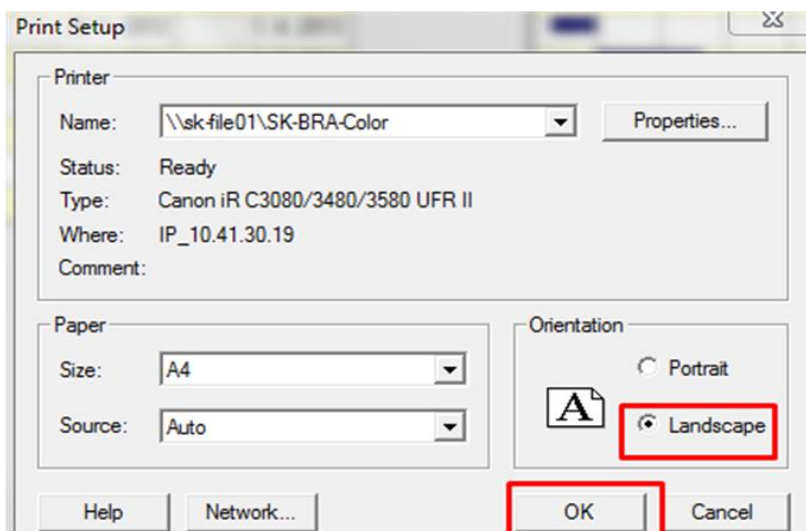 Print Setup
Printer
Name: \\sk-file01\SK-BRA-Color Properties...
Status: Ready
Type: Canon iR C3080/3480/3580 UFR II
Where: IP_10.41.30.19
Comment:
Paper
Size: A4
Source: Auto
Orientation
Portrait
A
Landscape
Help Network... OK Cancel